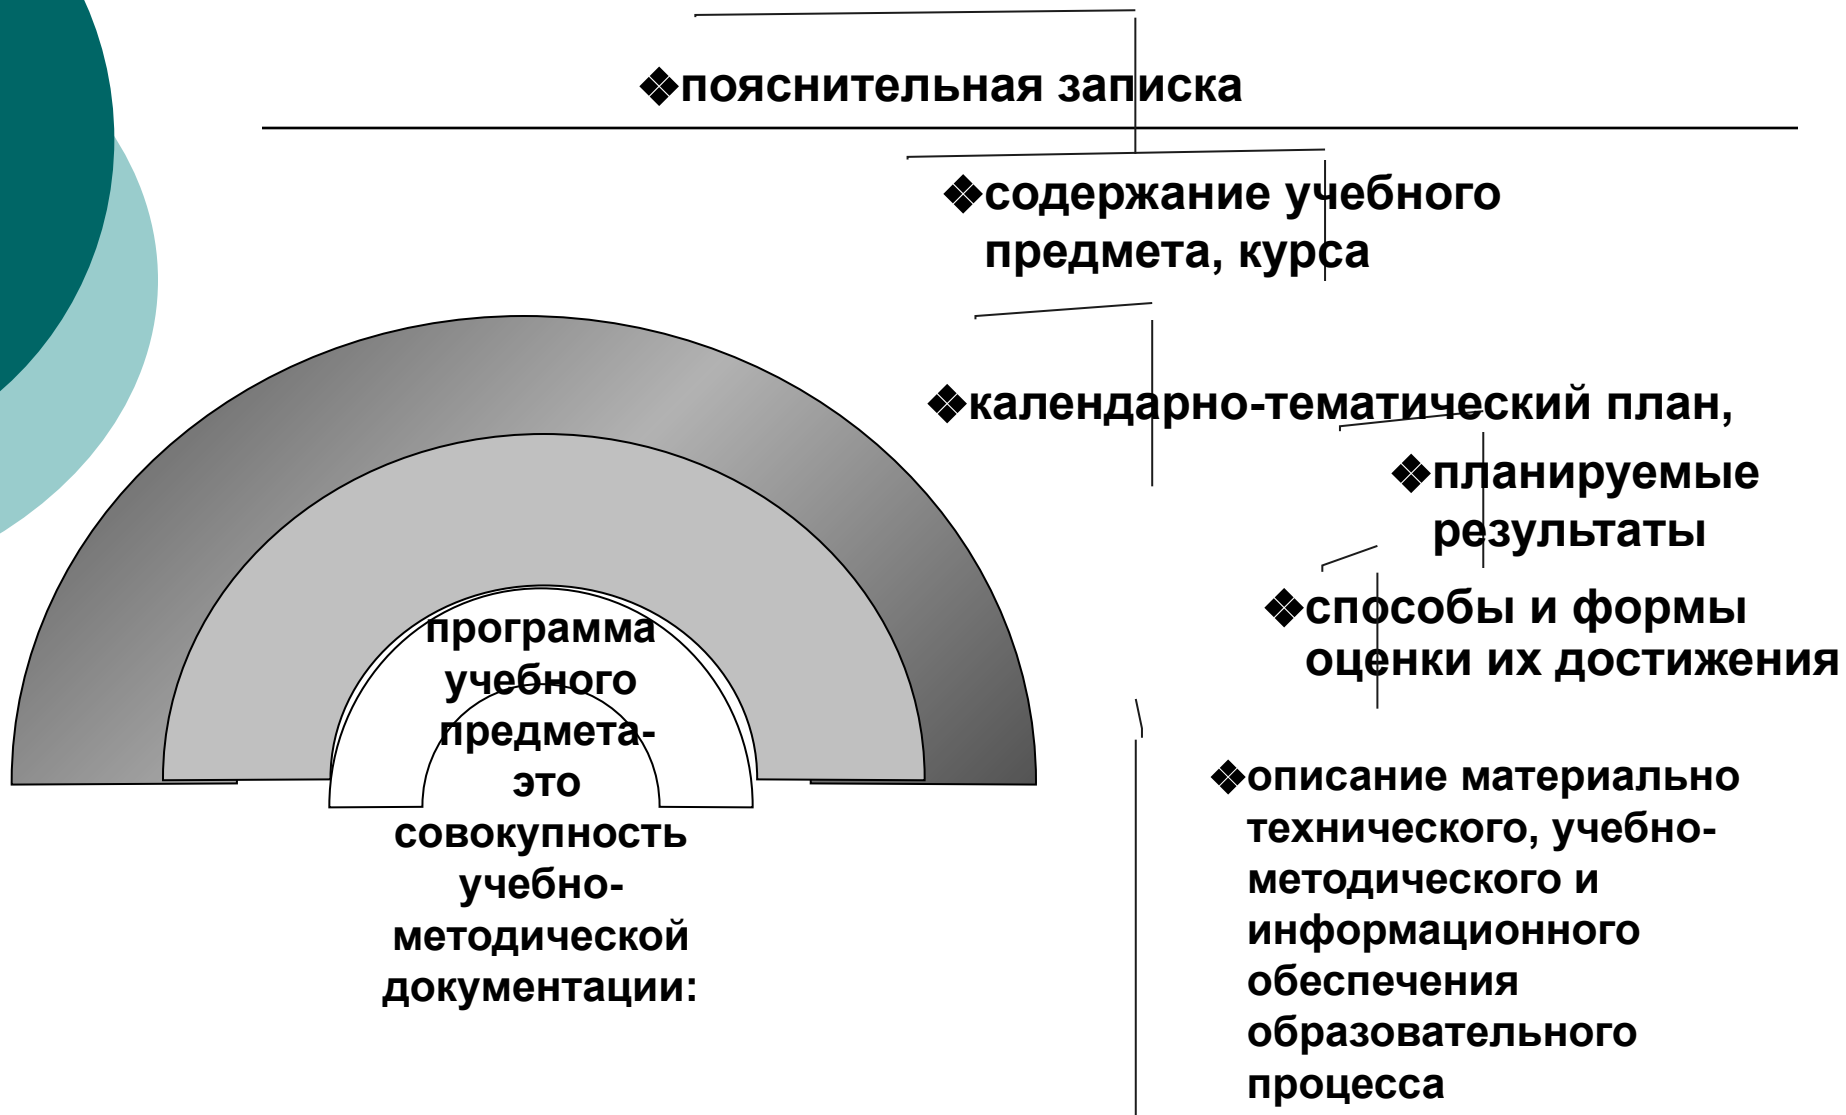 ❖пояснительная записка
❖содержание учебного
предмета, курса
❖календарно-тематический план,
❖планируемые
результаты
❖способы и формы
оценки их достижения
❖описание материально
технического, учебно-
методического и
информационного
обеспечения
образовательного
процесса
программа
учебного
предмета-
это
совокупность
учебно-
методической
документации: